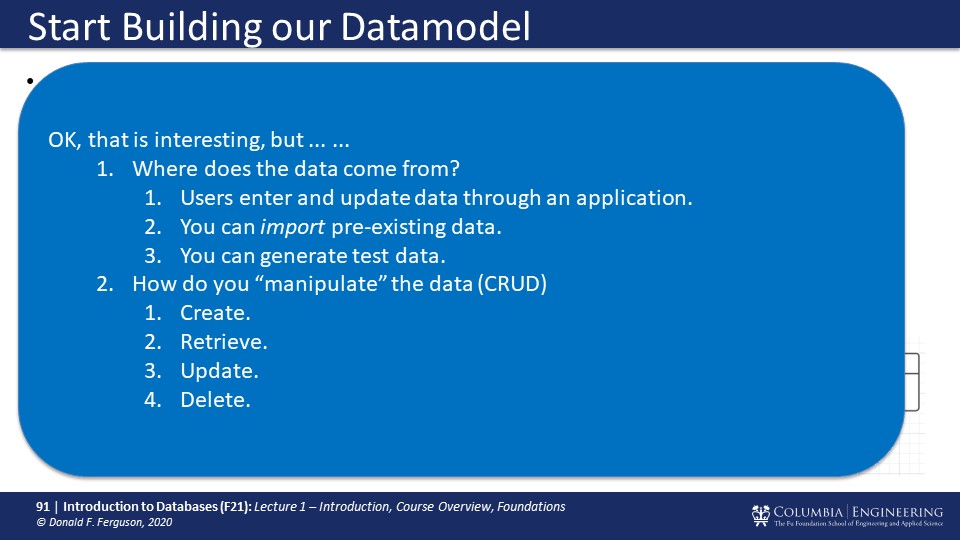 Start Building our Datamodel
•
OK, that is interesting, but ... ...
1. Where does the data come from?
1. Users enter and update data through an application.
2. You can import pre-existing data.
3. You can generate test data.
2. How do you “manipulate” the data (CRUD)
1. Create.
2. Retrieve.
3. Update.
4. Delete.
91 | Introduction to Databases (F21): Lecture 1 – Introduction, Course Overview, Foundations
© Donald F. Ferguson, 2020
COLUMBIA | ENGINEERING
The Fu Foundation School of Engineering and Applied Science